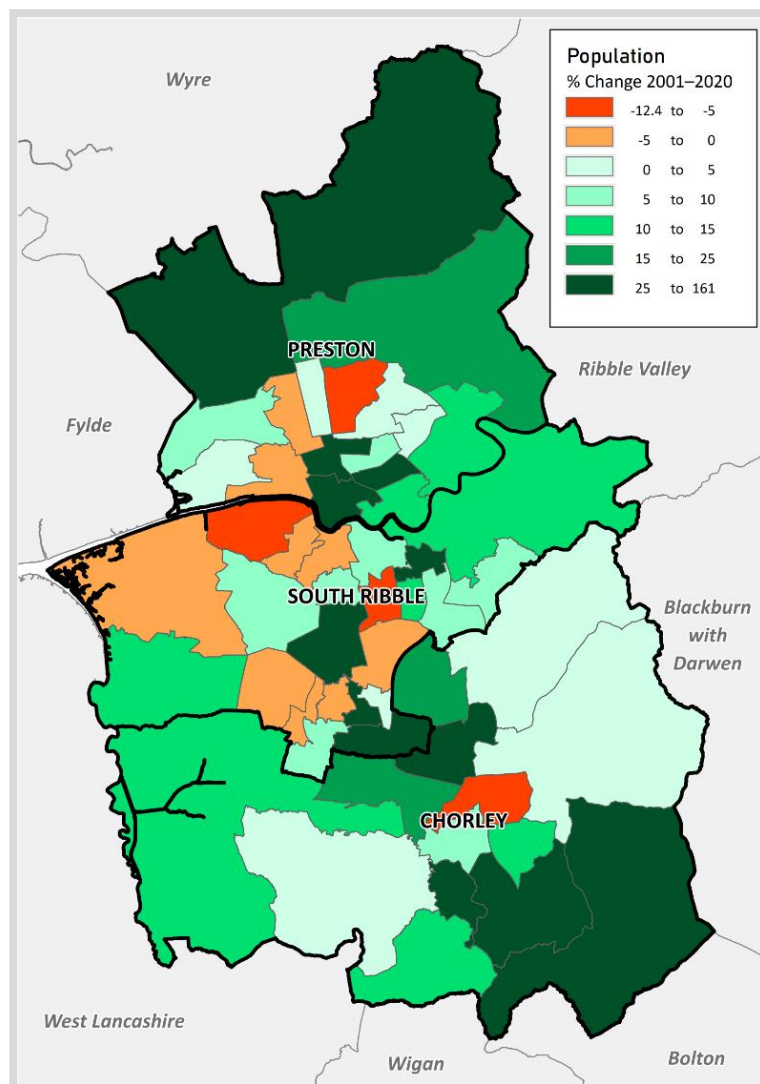 Population
% Change 2001–2020
-12.4 to -5
-5 to 0
0 to 5
5 to 10
10 to 15
15 to 25
25 to 161
Wyre
PRESTON
Ribble Valley
Fylde
SOUTH RIBBLE
Blackburn
with
Darwen
CHORLEY
West Lancashire
Wigan
Bolton